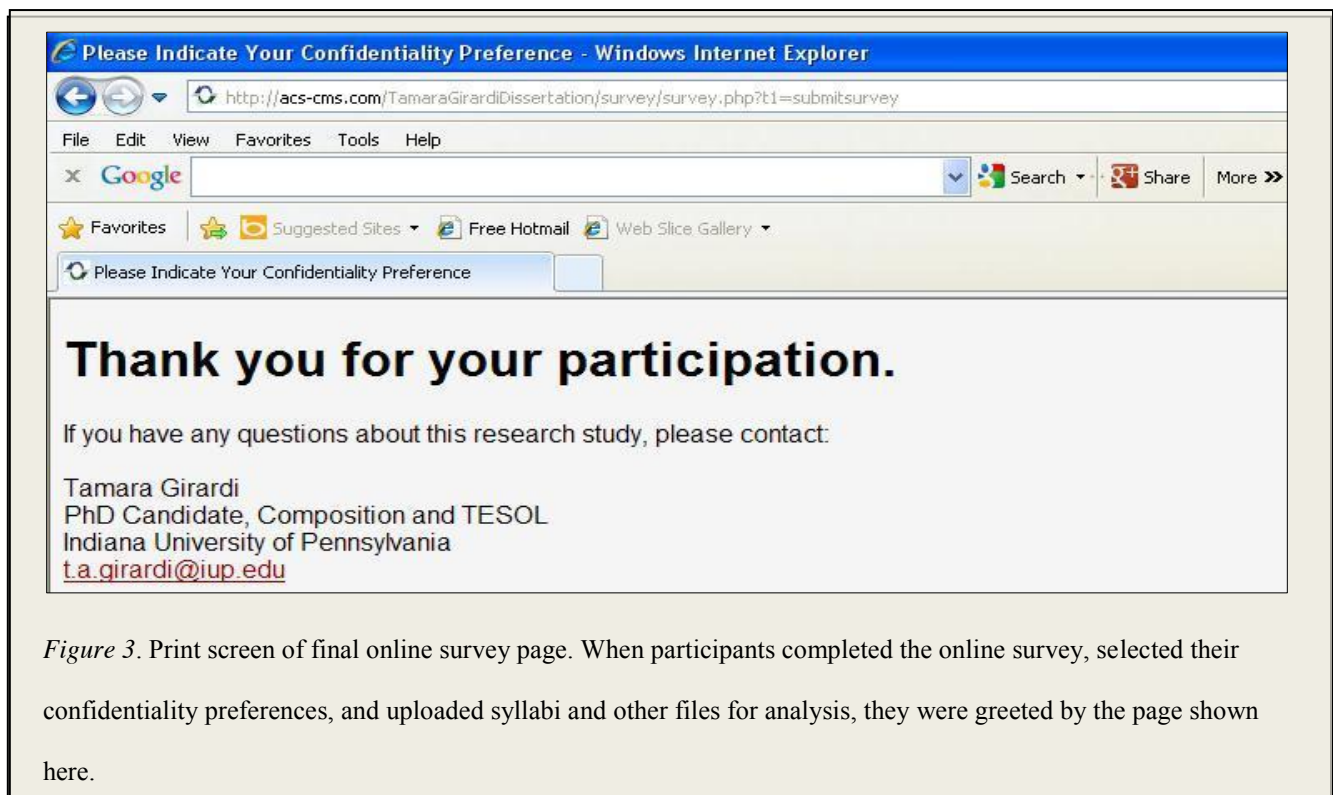 Please Indicate Your Confidentiality Preference - Windows Internet Explorer
http://acs-cms.com/TamaraGirardiDissertation/survey/survey.php?t1=submitsurvey
File Edit View Favorites Tools Help
x Google Search Share More »
Favorites Suggested Sites Free Hotmail Web Slice Gallery
Please Indicate Your Confidentiality Preference
Thank you for your participation.
If you have any questions about this research study, please contact:
Tamara Girardi
PhD Candidate, Composition and TESOL
Indiana University of Pennsylvania
t.a.girardi@iup.edu
Figure 3. Print screen of final online survey page. When participants completed the online survey, selected their
confidentiality preferences, and uploaded syllabi and other files for analysis, they were greeted by the page shown
here.